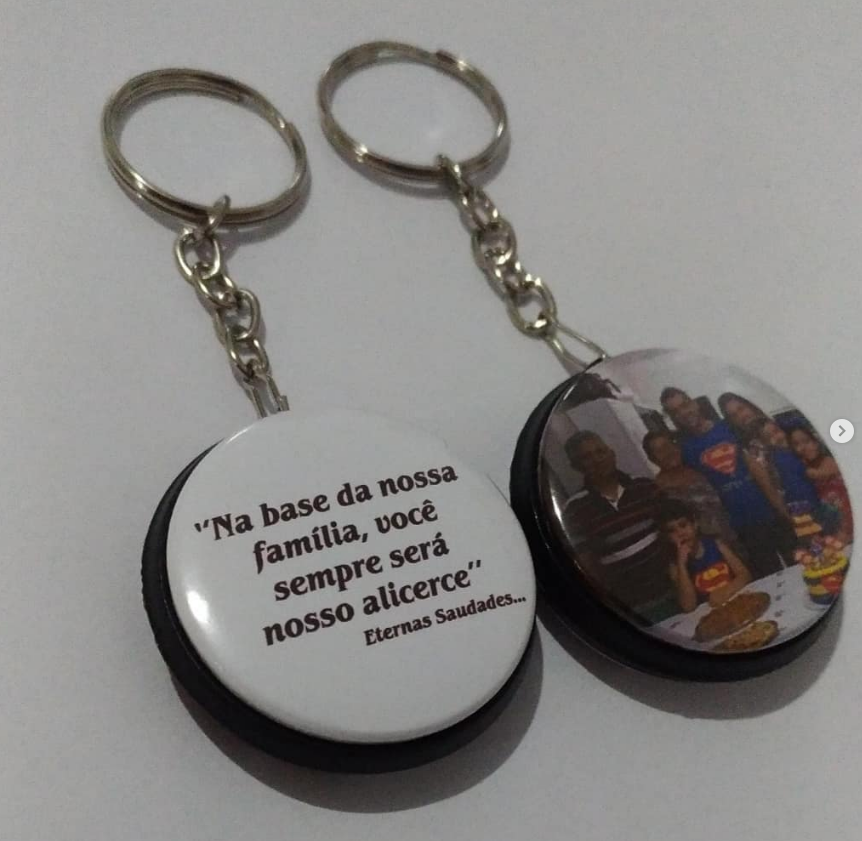 "Na base da nossa
família, você
sempre será
nosso alicerce"
Eternas Saudades...